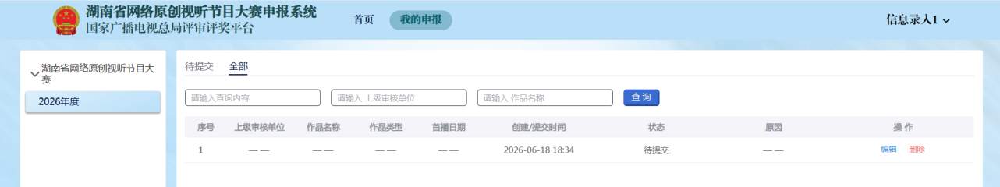 湖南省网络原创视听节目大赛申报系统
国家广播电视总局评审评奖平台
首页 我的申报 信息录入1
湖南省网络原创视听节目大
赛
2026年度
待提交 全部
请输入查询内容 请输入 上级审核单位 请输入 作品名称 查 询
序号 上级审核单位 作品名称 作品类型 首播日期 创建/提交时间 状态 原因 操 作
1 — — — — — — — — 2026-06-18 18:34 待提交 — — 编辑 删除